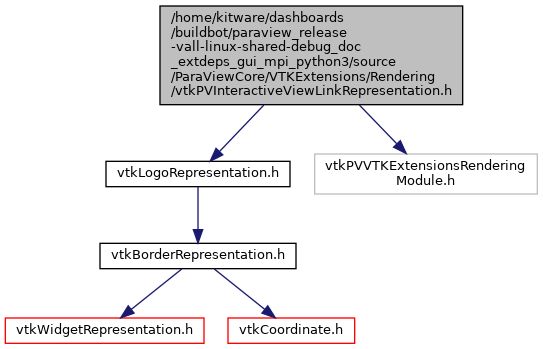 /home/kitware/dashboards
/buildbot/paraview_release
-vall-linux-shared-debug_doc
_extdeps_gui_mpi_python3/source
/ParaViewCore/VTKExtensions/Rendering
/vtkPVInteractiveViewLinkRepresentation.h
vtkLogoRepresentation.h
vtkPVVTKExtensionsRendering
Module.h
vtkBorderRepresentation.h
vtkWidgetRepresentation.h
vtkCoordinate.h